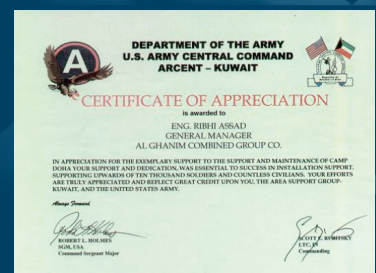 A
DEPARTMENT OF THE ARMY
U.S. ARMY CENTRAL COMMAND
ARCENT – KUWAIT
CERTIFICATE OF APPRECIATION
is awarded to
ENG. RIBHI ASSAD
GENERAL MANAGER
AL GHANIM COMBINED GROUP CO.
IN APPRECIATION FOR THE EXEMPLARY SUPPORT TO THE SUPPORT AND MAINTENANCE OF CAMP
DOHA YOUR SUPPORT AND DEDICATION, WAS ESSENTIAL TO SUCCESS IN INSTALLATION SUPPORT.
SUPPORTING UPWARDS OF TEN THOUSAND SOLDIERS AND COUNTLESS CIVILIANS. YOUR EFFORTS
ARE TRULY APPRECIATED AND REFLECT GREAT CREDIT UPON YOU, THE AREA SUPPORT GROUP-
KUWAIT, AND THE UNITED STATES ARMY.
Always Forward
ROBERT L. HOLMES
SGM, USA
Command Sergeant Major
SCOTT E.
LTC, IN
Commanding